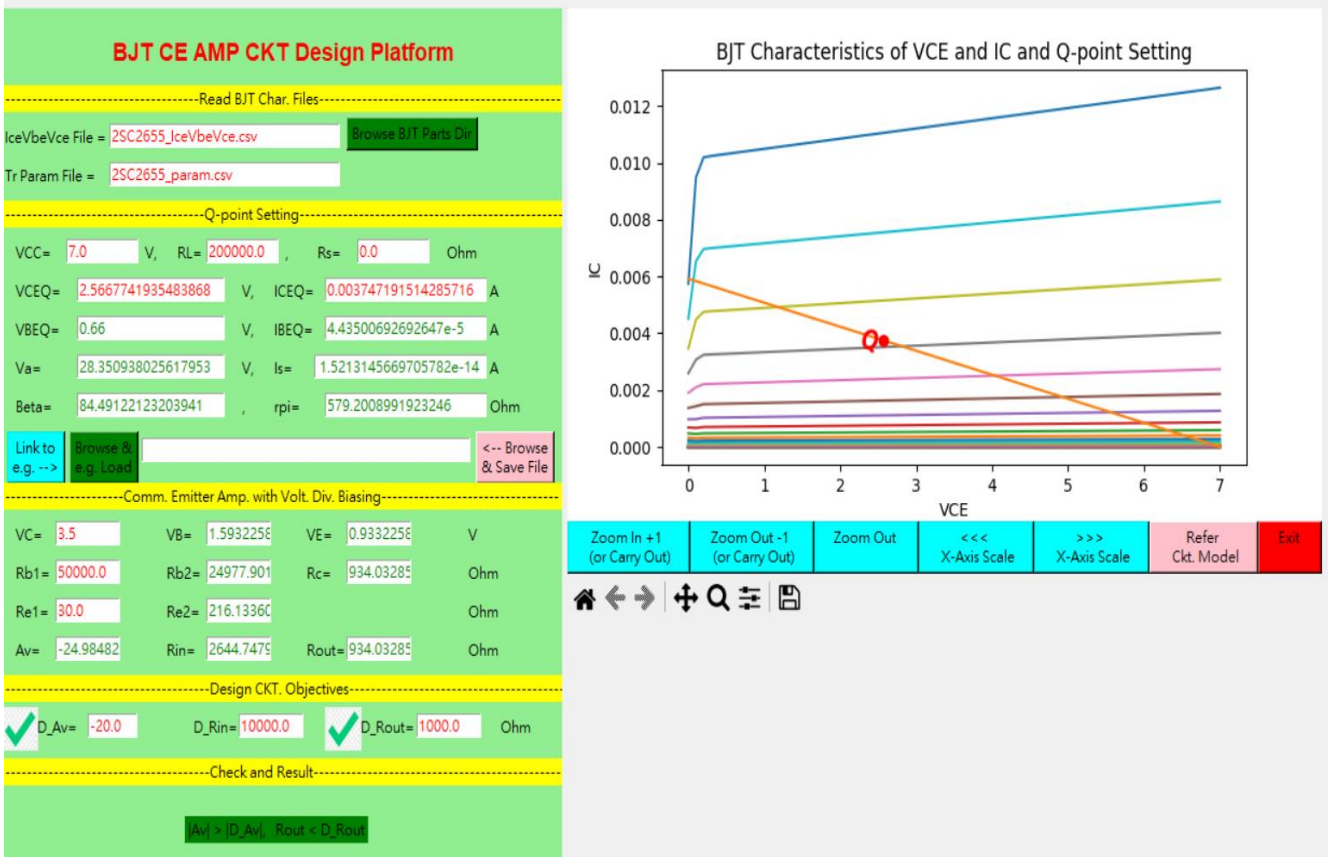 BJT CE AMP CKT Design Platform
-----------------------------------Read BJT Char. Files-----------------------------------
IceVbeVce File = 2SC2655_IceVbeVce.csv Browse BJT Parts Dir
Tr Param File = 2SC2655_param.csv
-----------------------------------Q-point Setting-----------------------------------
VCC= 7.0 V, RL= 200000.0 , Rs= 0.0 Ohm
VCEQ= 2.5667741935483868 V, ICEQ= 0.003747191514285716 A
VBEQ= 0.66 V, IBEQ= 4.43500692692647e-5 A
Va= 28.350938025617953 V, Is= 1.5213145669705782e-14 A
Beta= 84.49122123203941 , rpi= 579.2008991923246 Ohm
Link to e.g. --> Browse & e.g. Load <-- Browse & Save File
----------------------Comm. Emitter Amp. with Volt. Div. Biasing----------------------
VC= 3.5 VB= 1.5932258 VE= 0.9332258 V
Rb1= 50000.0 Rb2= 24977.901 Rc= 934.03285 Ohm
Re1= 30.0 Re2= 216.13360 Ohm
Av= -24.98482 Rin= 2644.7479 Rout= 934.03285 Ohm
-----------------------------------Design CKT. Objectives-----------------------------------
D_Av= -20.0 D_Rin= 10000.0 D_Rout= 1000.0 Ohm
-----------------------------------Check and Result-----------------------------------
|Av| > |D_Av|, Rout < D_Rout
BJT Characteristics of VCE and IC and Q-point Setting
0.012
0.010
0.008
0.006
0.004
0.002
0.000
IC
Q
0 1 2 3 4 5 6 7
VCE
Zoom In +1 (or Carry Out)
Zoom Out -1 (or Carry Out)
Zoom Out
<<< X-Axis Scale
>>> X-Axis Scale
Refer Ckt. Model
Exit